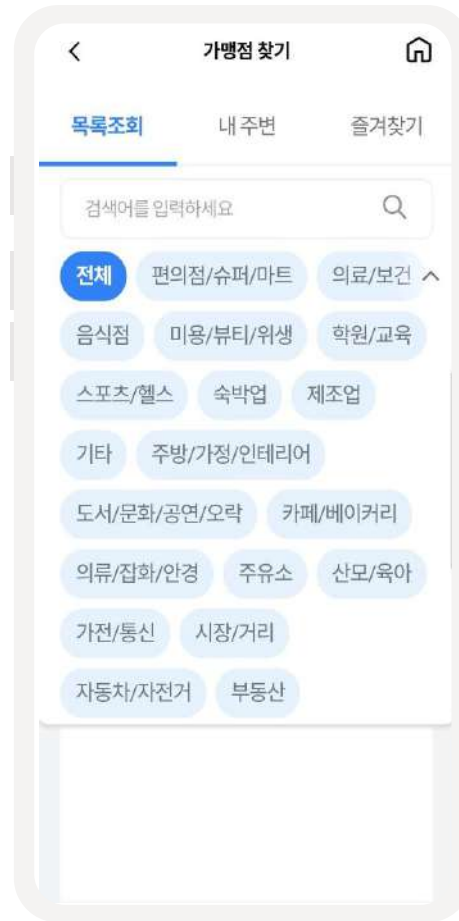 가맹점 찾기
목록조회 내 주변 즐겨찾기
검색어를 입력하세요
전체 편의점/슈퍼/마트 의료/보건
음식점 미용/뷰티/위생 학원/교육
스포츠/헬스 숙박업 제조업
기타 주방/가정/인테리어
도서/문화/공연/오락 카페/베이커리
의류/잡화/안경 주유소 산모/육아
가전/통신 시장/거리
자동차/자전거 부동산